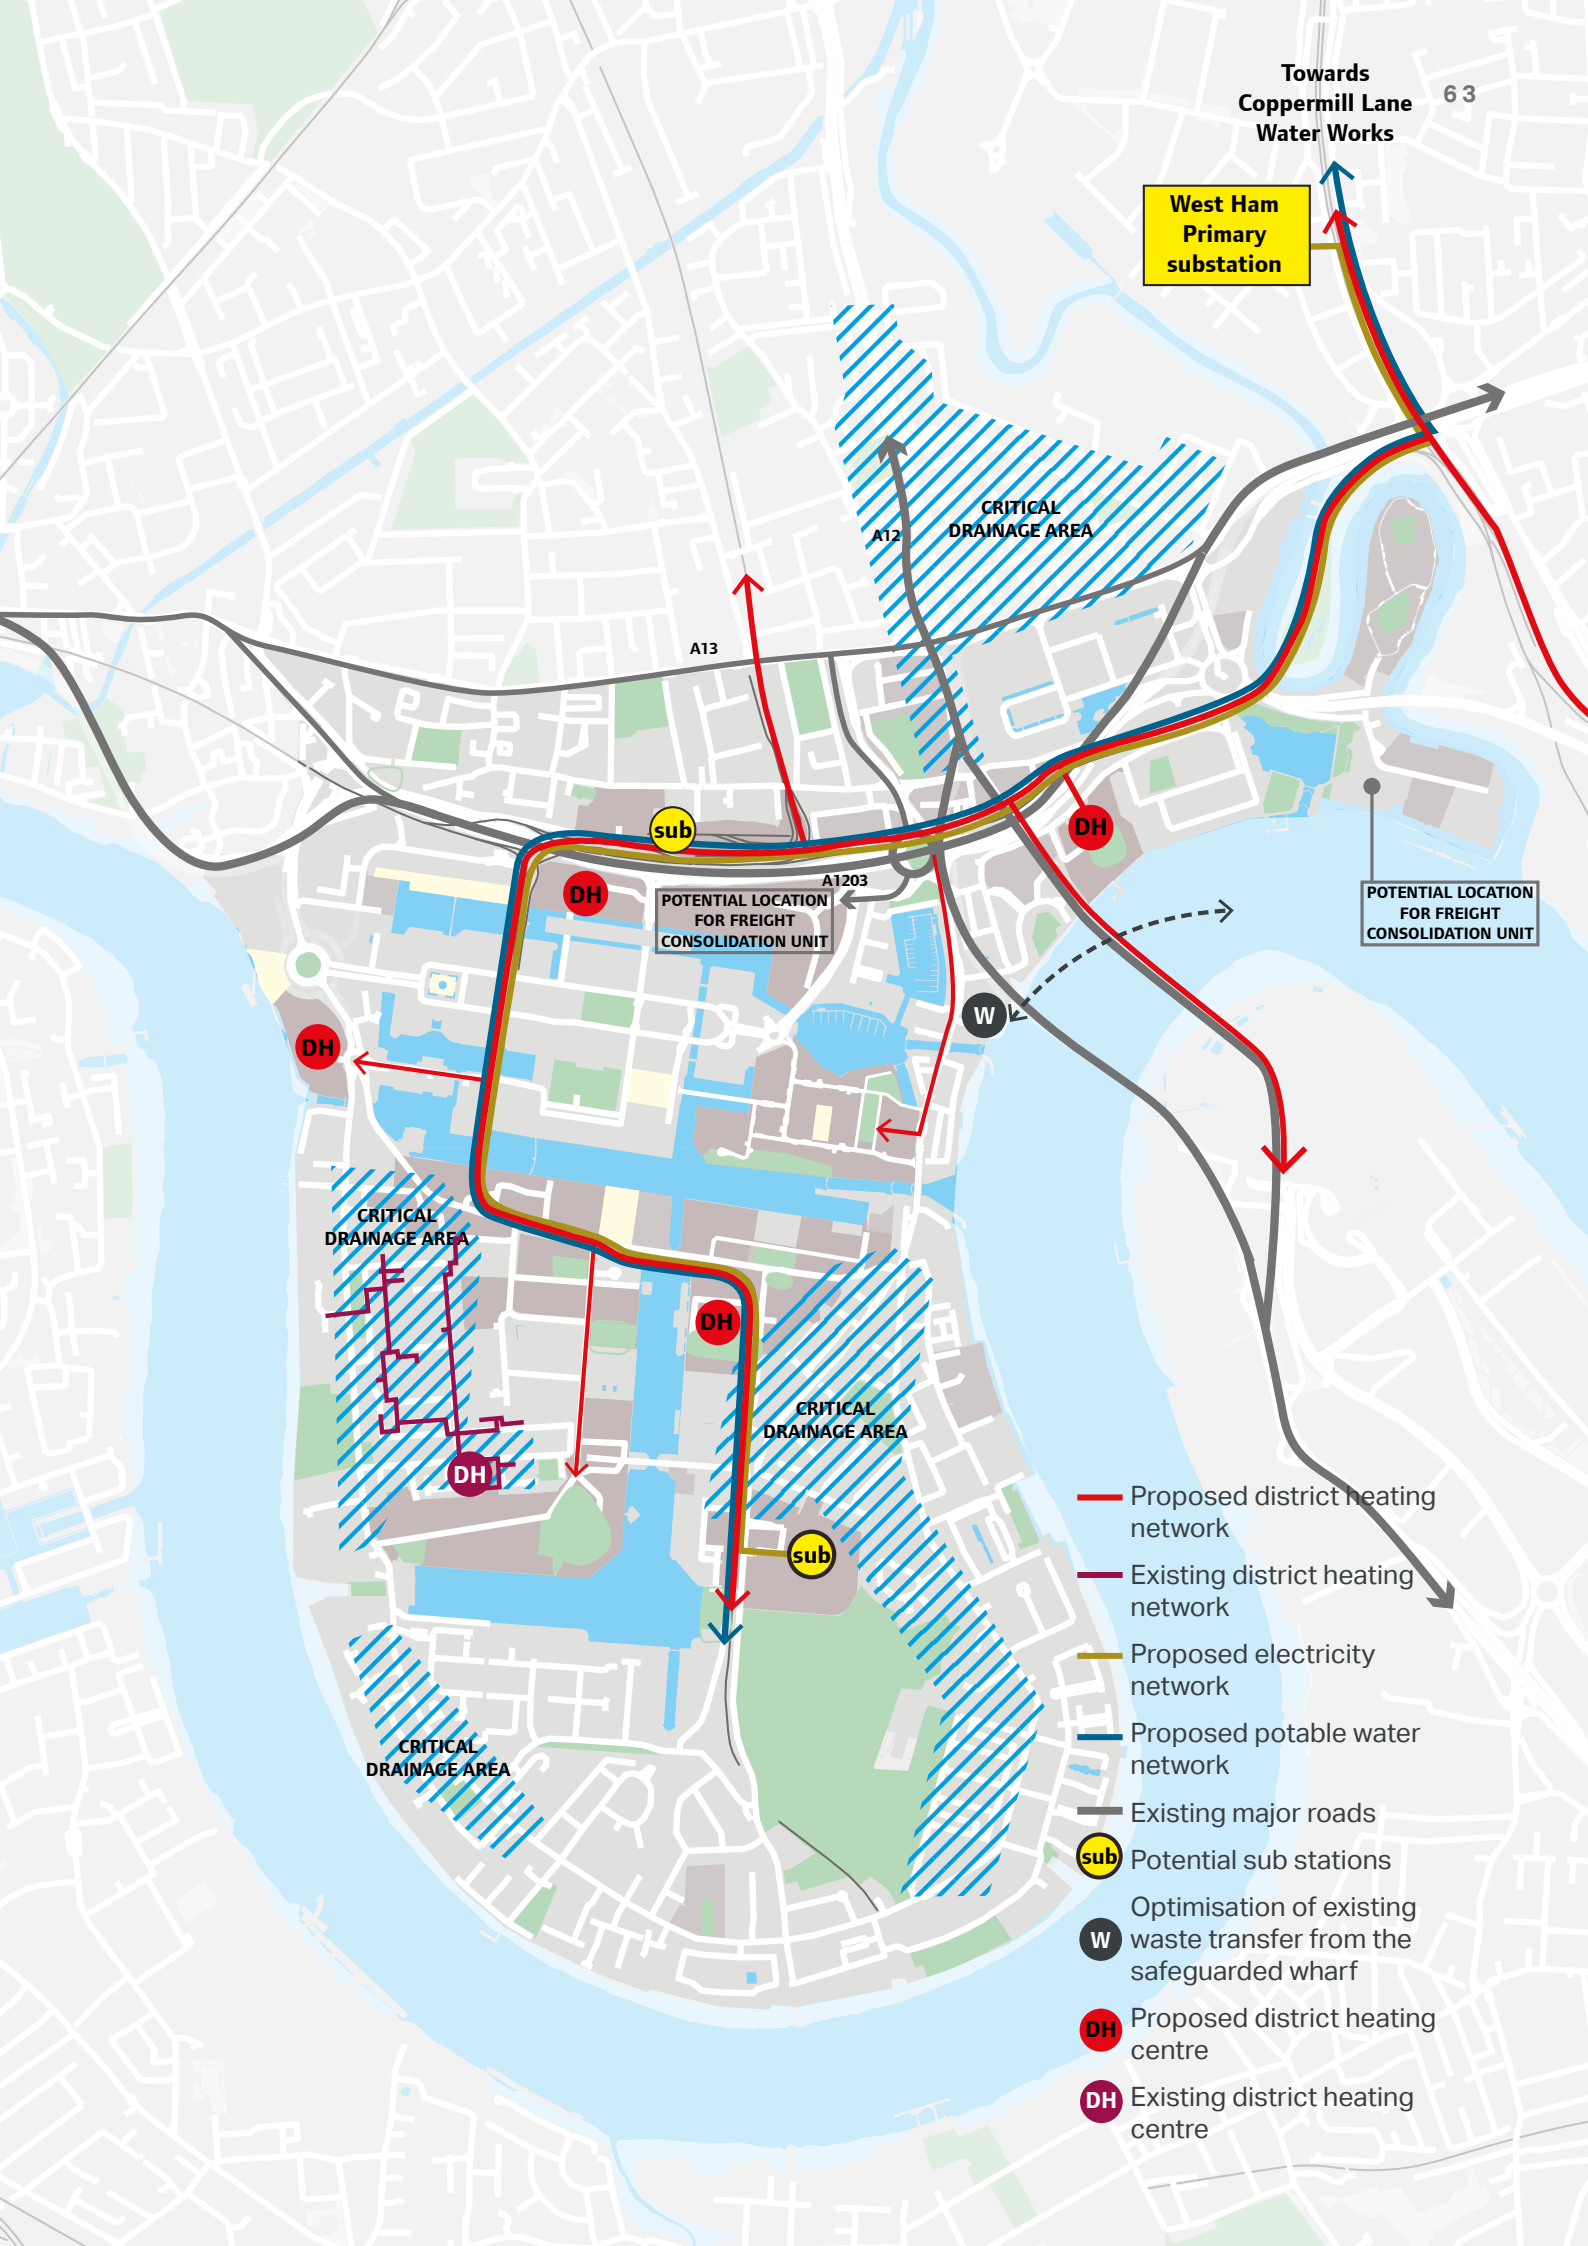 Towards
Coppermill Lane
Water Works
63
West Ham
Primary
substation
CRITICAL
DRAINAGE AREA
A12
A13
sub
DH
DH
A1203
POTENTIAL LOCATION
FOR FREIGHT
CONSOLIDATION UNIT
POTENTIAL LOCATION
FOR FREIGHT
CONSOLIDATION UNIT
W
DH
CRITICAL
DRAINAGE AREA
DH
CRITICAL
DRAINAGE AREA
DH
sub
CRITICAL
DRAINAGE AREA
Proposed district heating
network
Existing district heating
network
Proposed electricity
network
Proposed potable water
network
Existing major roads
sub
Potential sub stations
Optimisation of existing
W
waste transfer from the
safeguarded wharf
Proposed district heating
DH
centre
DH
Existing district heating
centre